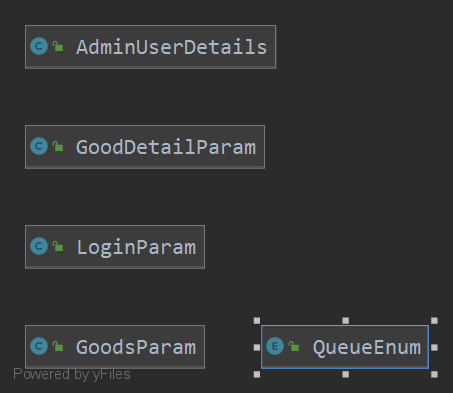 C AdminUserDetails
C GoodDetailParam
C LoginParam
C GoodsParam E QueueEnum
Powered by yFiles